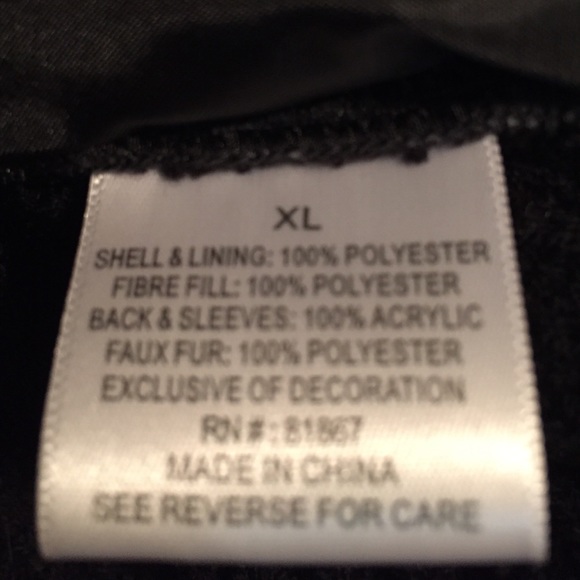 XL
SHELL & LINING: 100% POLYESTER
FIBRE FILL: 100% POLYESTER
BACK & SLEEVES: 100% ACRYLIC
FAUX FUR: 100% POLYESTER
EXCLUSIVE OF DECORATION
RN#: 81867
MADE IN CHINA
SEE REVERSE FOR CARE